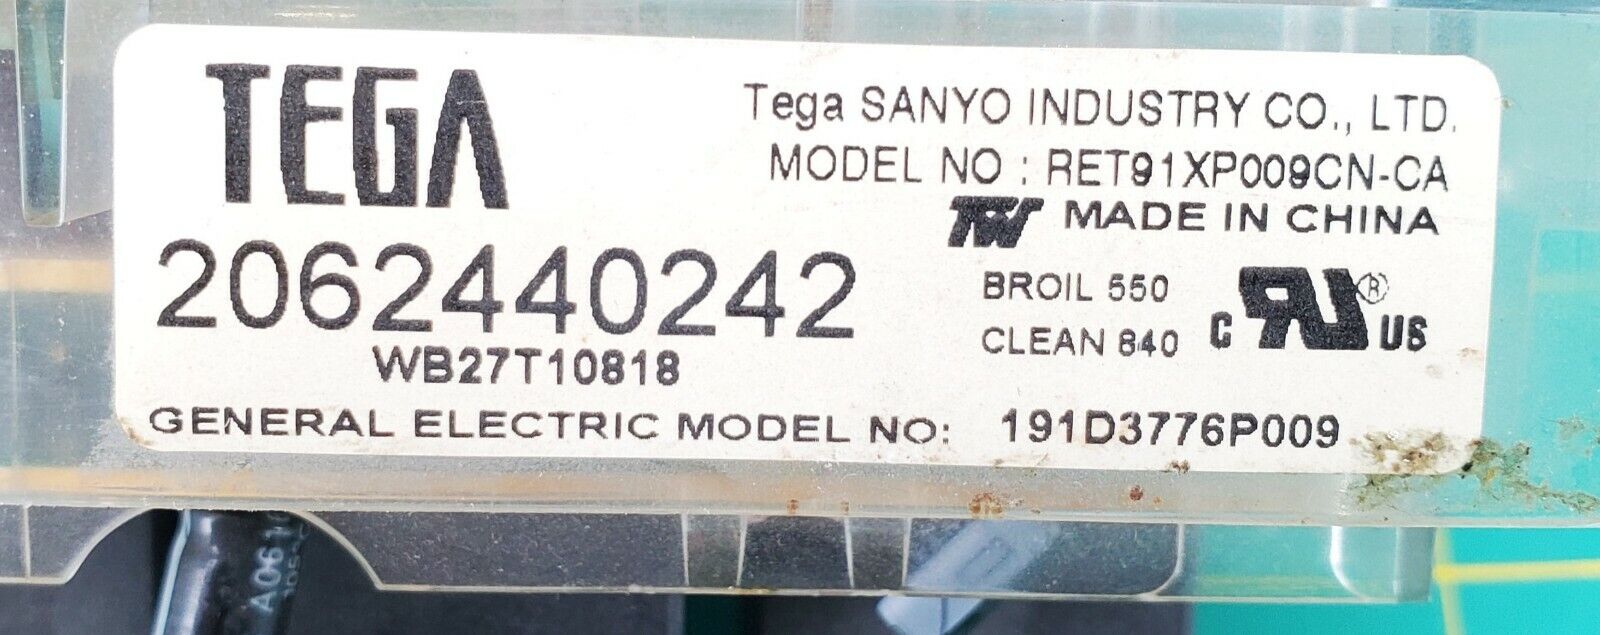 TEGA
Tega SANYO INDUSTRY CO., LTD.
MODEL NO : RET91XP009CN-CA
MADE IN CHINA
2062440242
BROIL 550
CLEAN 840
C RU ® US
WB27T10818
GENERAL ELECTRIC MODEL NO: 191D3776P009